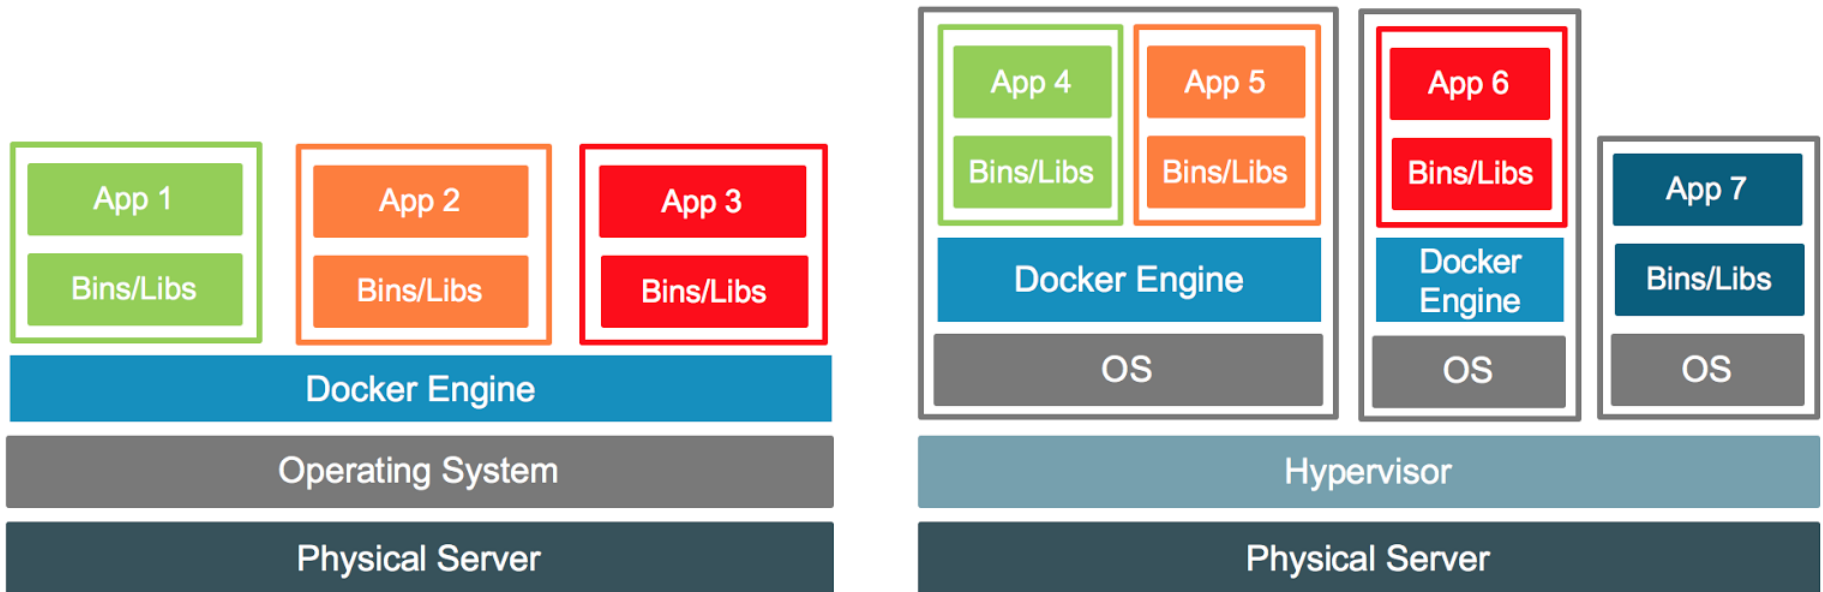 App 1
Bins/Libs
App 2
Bins/Libs
App 3
Bins/Libs
Docker Engine
Operating System
Physical Server
App 4
Bins/Libs
App 5
Bins/Libs
Docker Engine
OS
App 6
Bins/Libs
Docker
Engine
OS
App 7
Bins/Libs
OS
Hypervisor
Physical Server